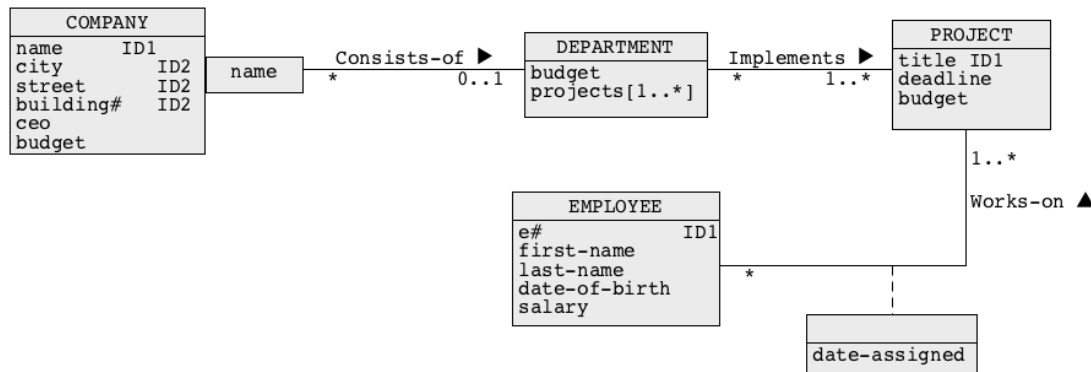 COMPANY
name ID1
city ID2
street ID2
building# ID2
ceo
budget
name
Consists-of ▶
*
0..1
DEPARTMENT
budget
projects[1..*]
Implements ▶
*
1..*
PROJECT
title ID1
deadline
budget
1..*
Works-on ▲
EMPLOYEE
e# ID1
first-name
last-name
date-of-birth
salary
*
date-assigned